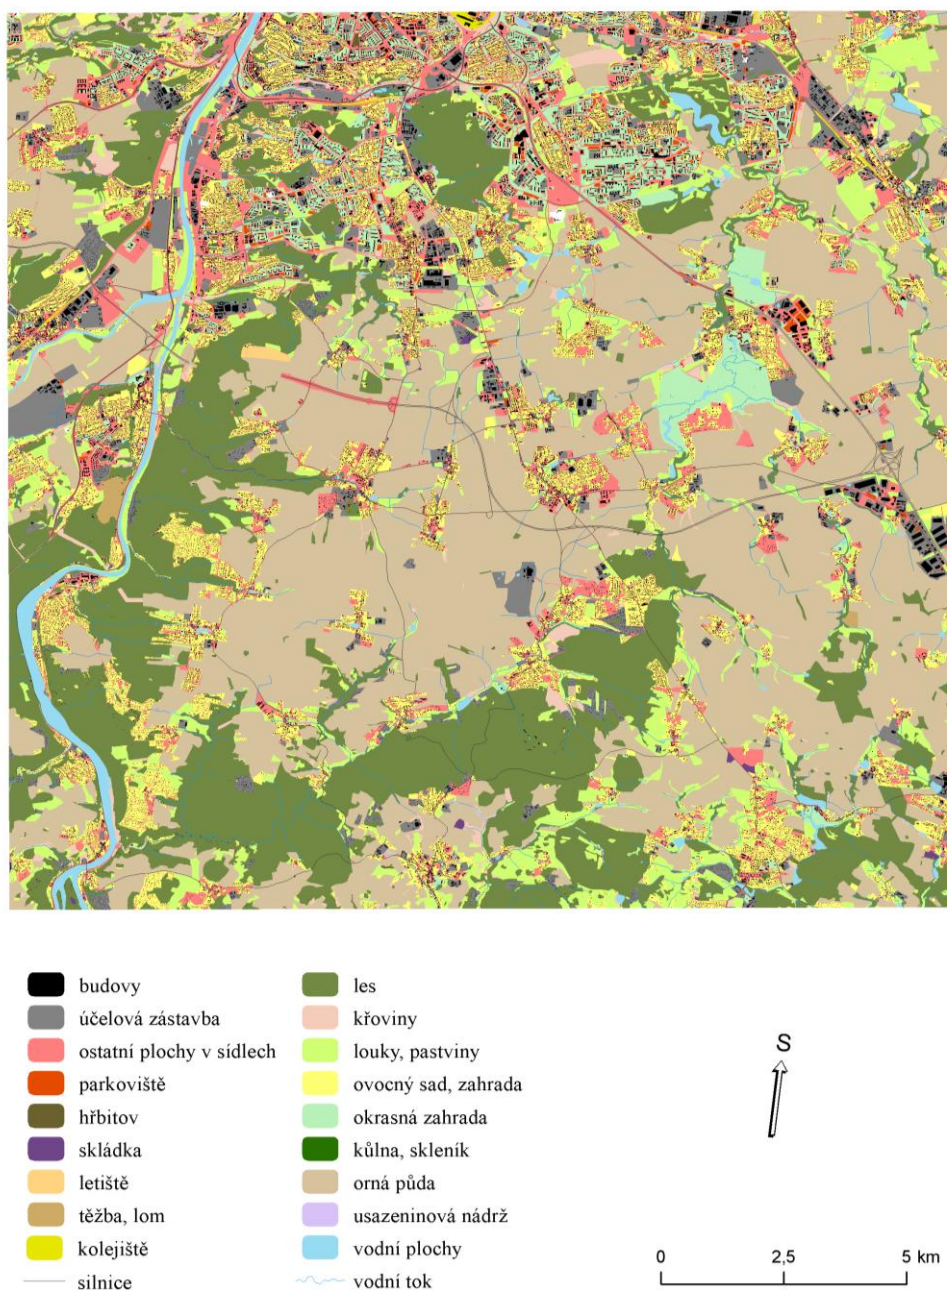 budovy
účelová zástavba
ostatní plochy v sídlech
parkoviště
hřbitov
skládka
letiště
těžba, lom
kolejiště
silnice
les
křoviny
louky, pastviny
ovocný sad, zahrada
okrasná zahrada
kůlna, skleník
orná půda
usazeninová nádrž
vodní plochy
vodní tok
S
0 2,5 5 km